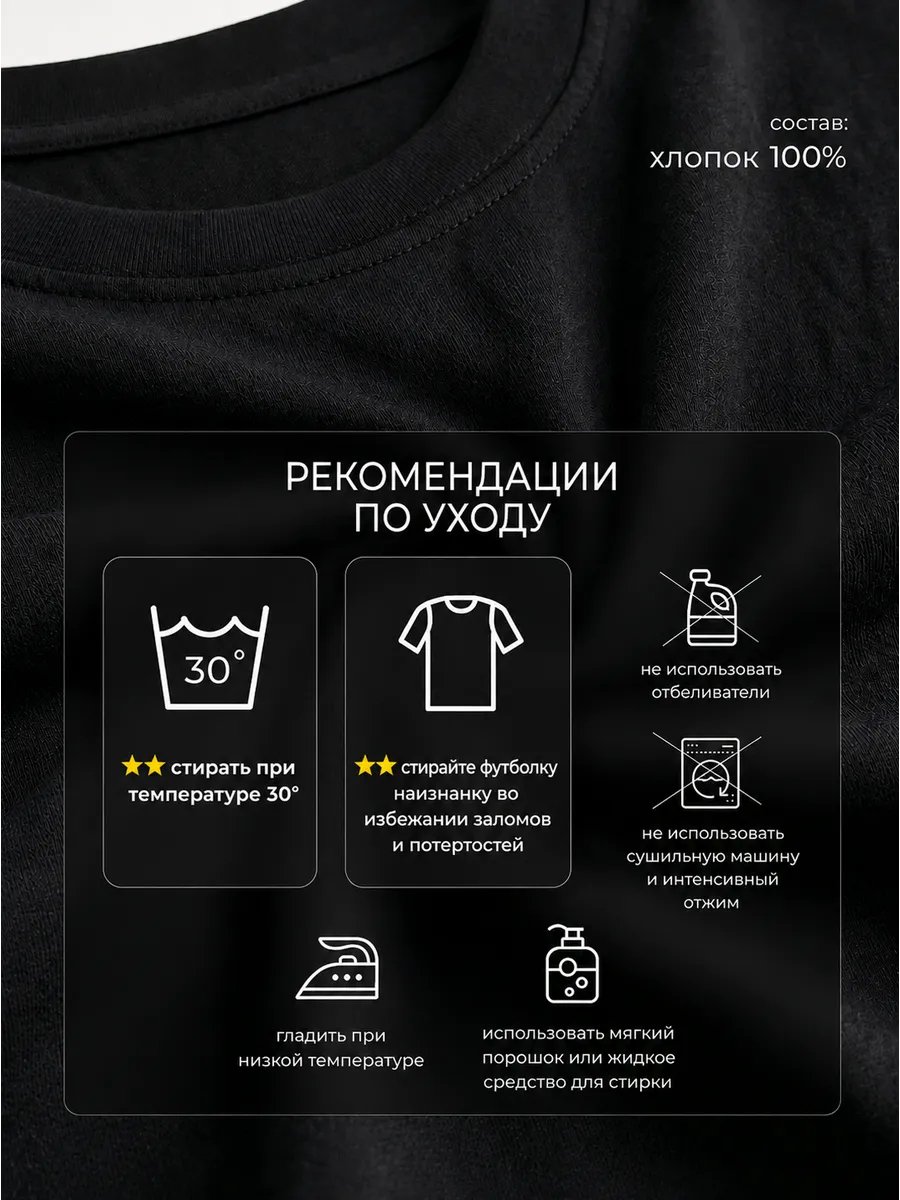 состав:
хлопок 100%
РЕКОМЕНДАЦИИ
ПО УХОДУ
30°
★★ стирать при
температуре 30°
★★ стирайте футболку
наизнанку во
избежании заломов
и потертостей
не использовать
отбеливатели
не использовать
сушильную машину
и интенсивный
отжим
гладить при
низкой температуре
использовать мягкий
порошок или жидкое
средство для стирки